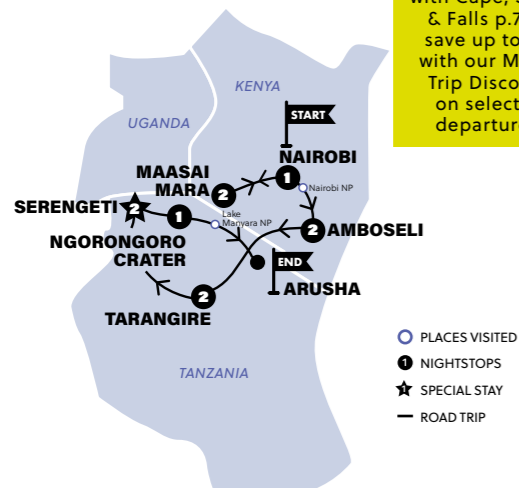 & Falls p.7
save up to
with our M
Trip Disco
on select
departur
KENYA
UGANDA
START
NAIROBI
1
Nairobi NP
MAASAI
MARA
2
SERENGETI
2
1
Lake
Manyara NP
2
AMBOSELI
NGORONGORO
CRATER
END
ARUSHA
2
TARANGIRE
TANZANIA
PLACES VISITED
1 NIGHTSTOPS
1 SPECIAL STAY
ROAD TRIP